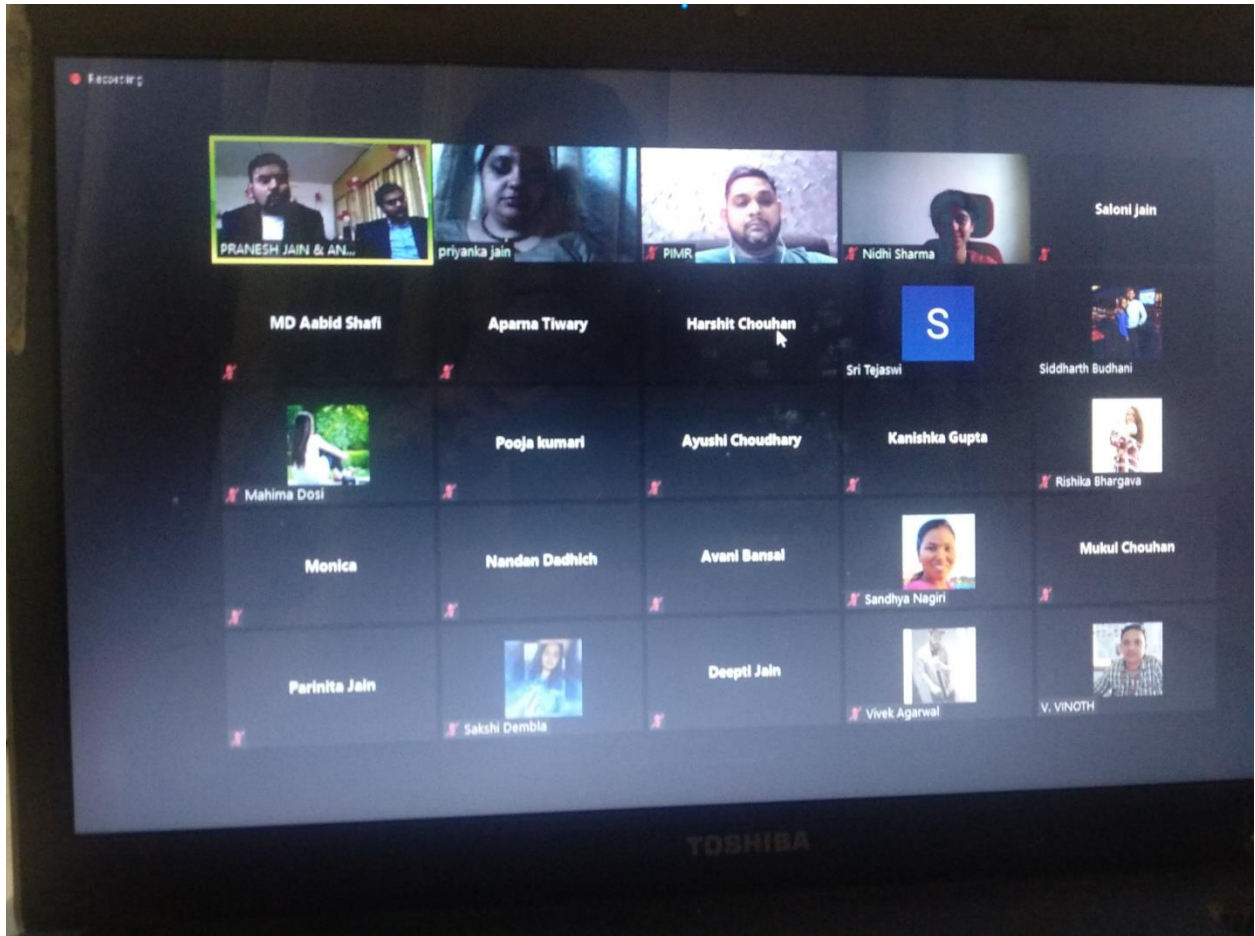 Recording
PRANESH JAIN & AN...
priyanka jain
PIMR
Nidhi Sharma
Saloni jain
MD Aabid Shafi
Aparna Tiwary
Harshit Chouhan
S
Sri Tejaswi
Siddharth Budhani
Mahima Dosi
Pooja kumari
Ayushi Choudhary
Kanishka Gupta
Rishika Bhargava
Monica
Nandan Dadhich
Avani Bansal
Sandhya Nagiri
Mukul Chouhan
Parinita Jain
Sakshi Dembla
Deepti Jain
Vivek Agarwal
V. VINOTH
TOSHIBA